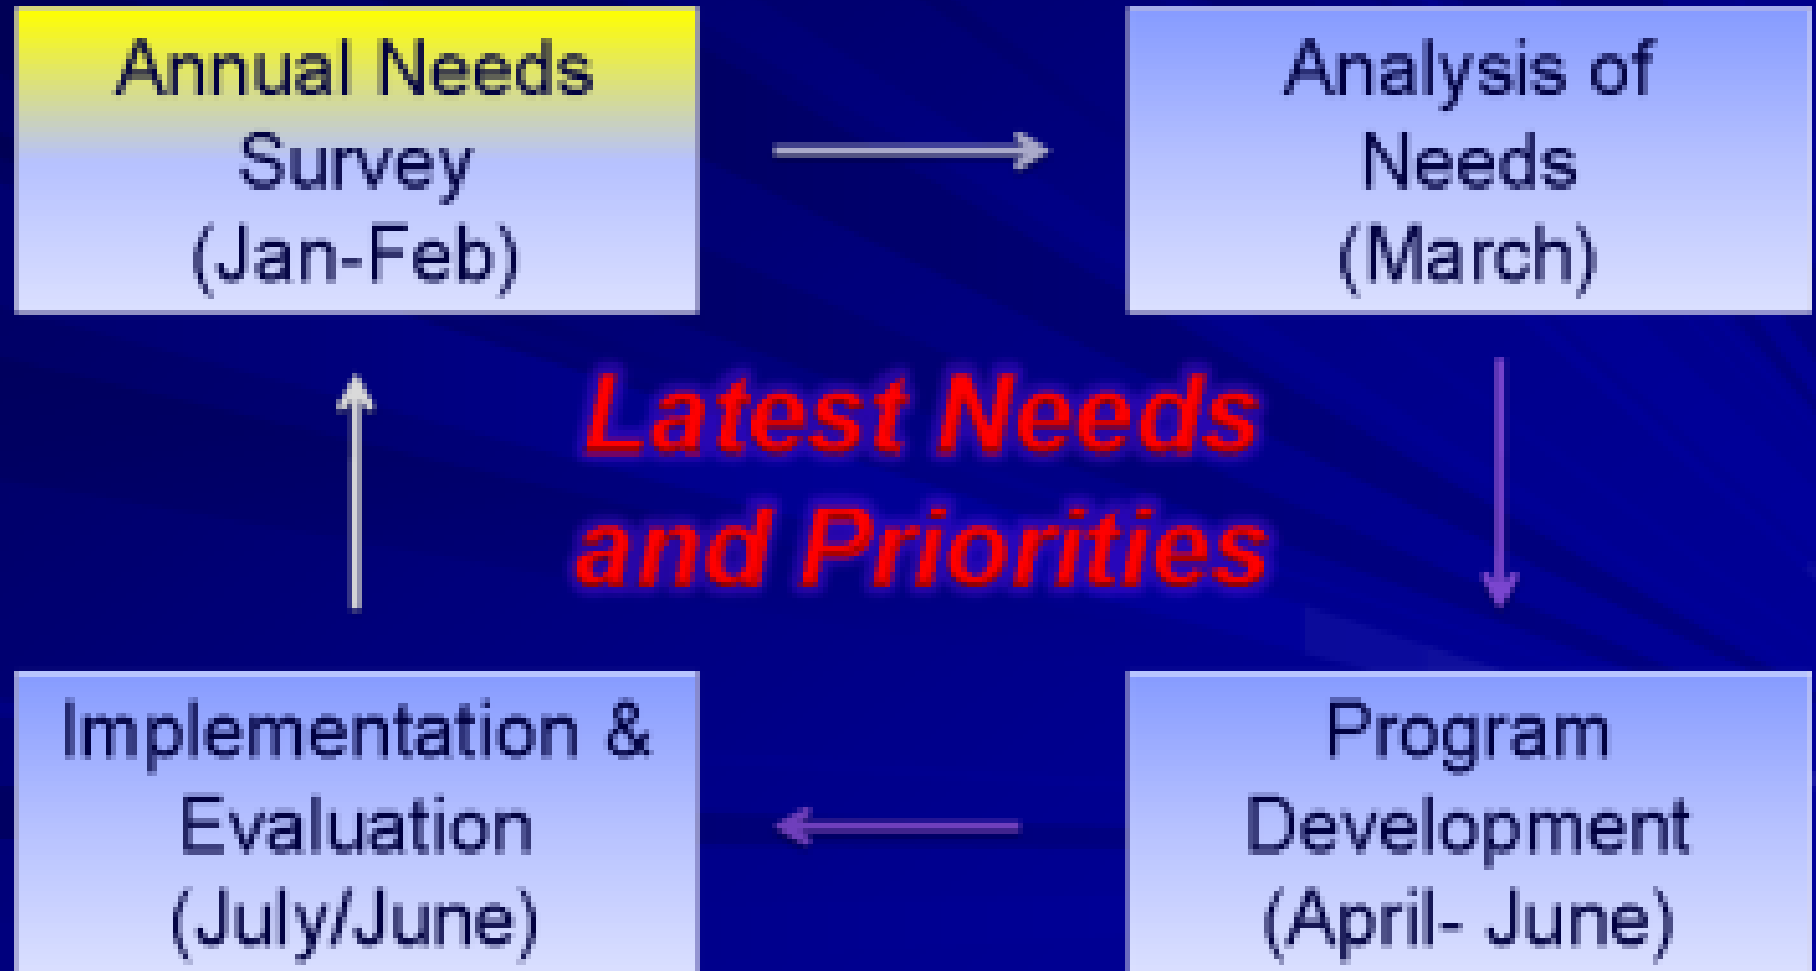 Annual Needs
Survey
(Jan-Feb)
Analysis of
Needs
(March)
Latest Needs
and Priorities
Implementation &
Evaluation
(July/June)
Program
Development
(April- June)